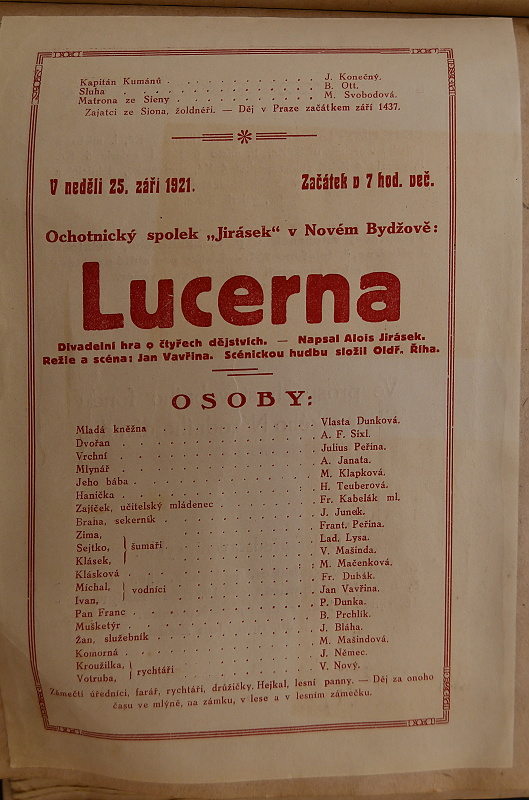 Kapitán Kumánů . . . . . . . . . . . . J. Konečný.
Sluha . . . . . . . . . . . . B. Ott.
Matrona ze Sieny . . . . . . . . . . . . M. Svobodová.
Zajatci ze Siona, žoldnéři. — Děj v Praze začátkem září 1437.
V neděli 25. září 1921. Začátek v 7 hod. več.
Ochotnický spolek „Jirásek“ v Novém Bydžově:
Lucerna
Divadelní hra o čtyřech dějstvích. — Napsal Alois Jirásek.
Režie a scéna: Jan Vavřina. Scénickou hudbu složil Oldř. Říha.
OSOBY:
Mladá kněžna . . . . . . . . . . . . Vlasta Dunková.
Dvořan . . . . . . . . . . . . A. F. Sixl.
Vrchní . . . . . . . . . . . . Julius Peřina.
Mlynář . . . . . . . . . . . . A. Janata.
Jeho bába . . . . . . . . . . . . M. Klapková.
Hanička . . . . . . . . . . . . H. Teuberová.
Zajíček, učitelský mládenec . . . . . . . . Fr. Kabelák ml.
Braha, sekerník . . . . . . . . . . . . J. Junek.
Zima, . . . . . . . . . . . . Frant. Peřina.
Sejtko, } šumaři . . . . . . . . . . . . Lad. Lysa.
Klásek, . . . . . . . . . . . . V. Mašinda.
Klásková . . . . . . . . . . . . M. Mačenková.
Michal, } vodníci . . . . . . . . . . . . Fr. Dubák.
Ivan, . . . . . . . . . . . . Jan Vavřina.
Pan Franc . . . . . . . . . . . . P. Dunka.
Mušketýr . . . . . . . . . . . . B. Prchlík.
Žan, služebník . . . . . . . . . . . . J. Bláha.
Komorná . . . . . . . . . . . . M. Mašindová.
Kroužilka, } rychtáři . . . . . . . . . . . . J. Němec.
Votruba, . . . . . . . . . . . . V. Nový.
Zámečtí úředníci, farář, rychtáři, družičky. Hejkal, lesní panny. — Děj za onoho
času ve mlýně, na zámku, v lese a v lesním zámečku.